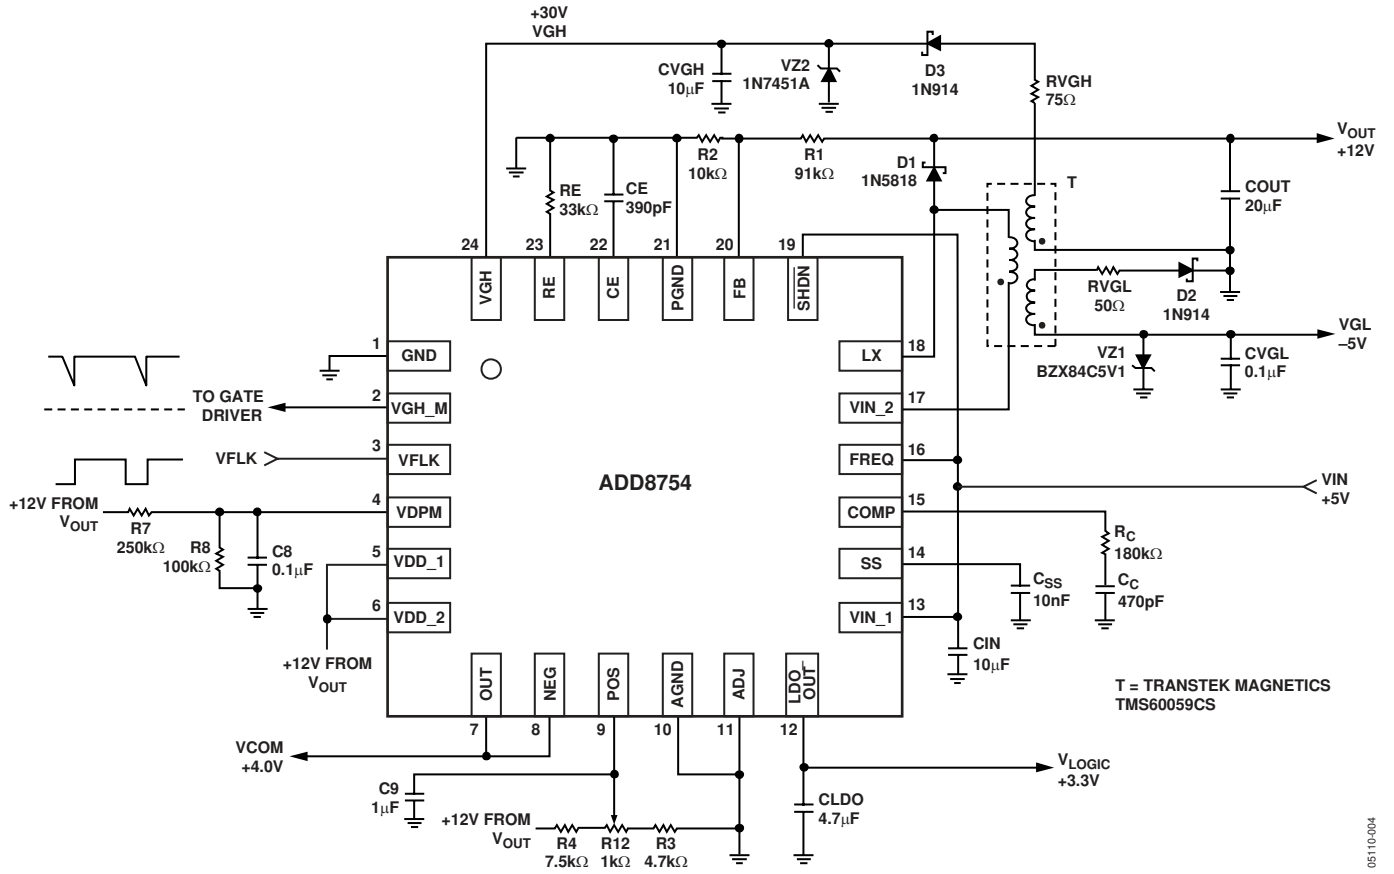 +30V
VGH
CVGH
10µF
VZ2
1N7451A
D3
1N914
RVGH
75Ω
VOUT
+12V
R2
10kΩ
R1
91kΩ
D1
1N5818
T
RE
33kΩ
CE
390pF
COUT
20µF
24
23
22
21
20
19
VGH
RE
CE
PGND
FB
SHDN
RVGL
50Ω
D2
1N914
VGL
–5V
VZ1
BZX84C5V1
CVGL
0.1µF
1
GND
LX
18
TO GATE
DRIVER
2
VGH_M
VIN_2
17
VFLK
3
VFLK
FREQ
16
ADD8754
VIN
+5V
+12V FROM
VOUT
R7
250kΩ
R8
100kΩ
C8
0.1µF
4
VDPM
COMP
15
RC
180kΩ
CC
470pF
5
VDD_1
SS
14
CSS
10nF
6
VDD_2
VIN_1
13
+12V FROM
VOUT
CIN
10µF
OUT
NEG
POS
AGND
ADJ
LDO_
OUT
7
8
9
10
11
12
T = TRANSTEK MAGNETICS
TMS60059CS
VCOM
+4.0V
VLOGIC
+3.3V
C9
1µF
CLDO
4.7µF
+12V FROM
VOUT
R4
7.5kΩ
R12
1kΩ
R3
4.7kΩ
05110-004